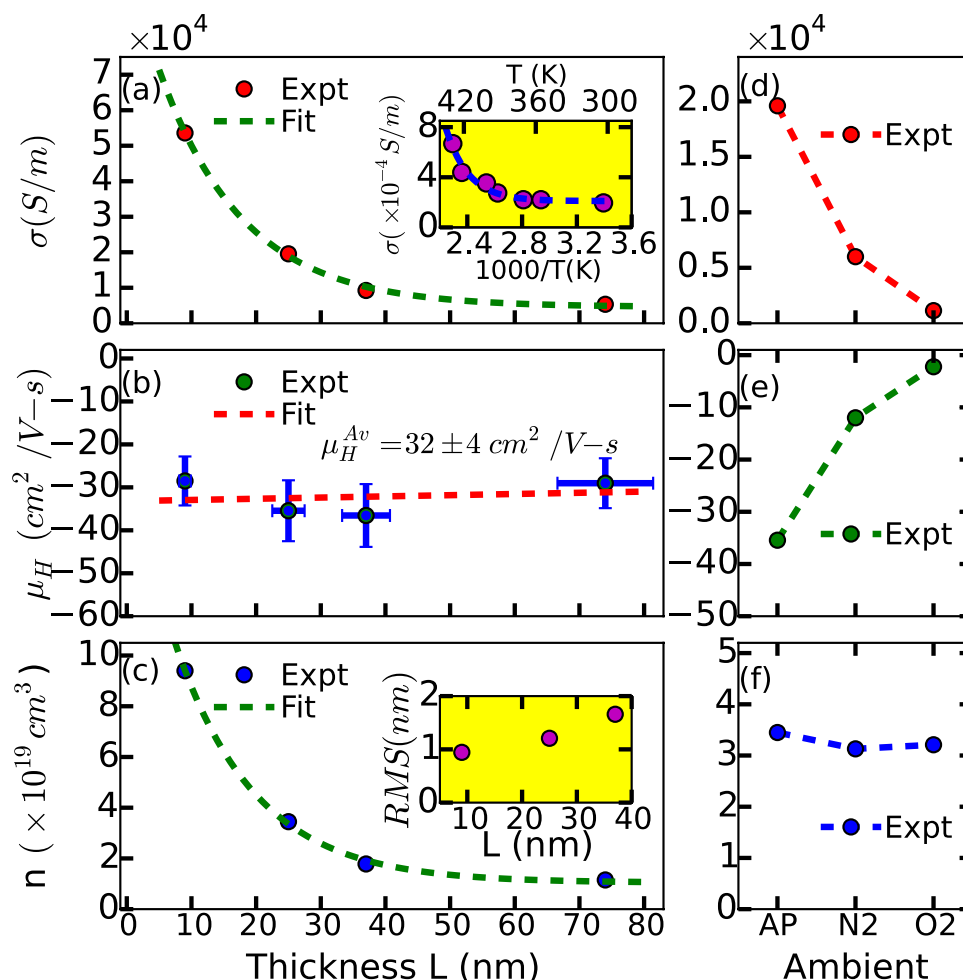 ×10⁴
(a)
Expt
Fit
σ(S/m)
7
6
5
4
3
2
1
0
T (K)
420 360 300
σ( ×10⁻⁴ S/m)
8
4
0
2.4 2.8 3.2 3.6
1000/T(K)
×10⁴
(d)
Expt
2.0
1.5
1.0
0.5
0.0
(b)
Expt
Fit
μ_H^{Av} =32 ±4 cm² /V−s
μ_H (cm² /V−s)
0
−10
−20
−30
−40
−50
−60
(e)
Expt
0
−10
−20
−30
−40
−50
(c)
Expt
Fit
n ( ×10¹⁹ cm³ )
10
8
6
4
2
0
RMS(nm)
2
1
0
10 20 30 40
L (nm)
(f)
Expt
5
4
3
2
1
0
0 10 20 30 40 50 60 70 80
Thickness L (nm)
AP N2 O2
Ambient